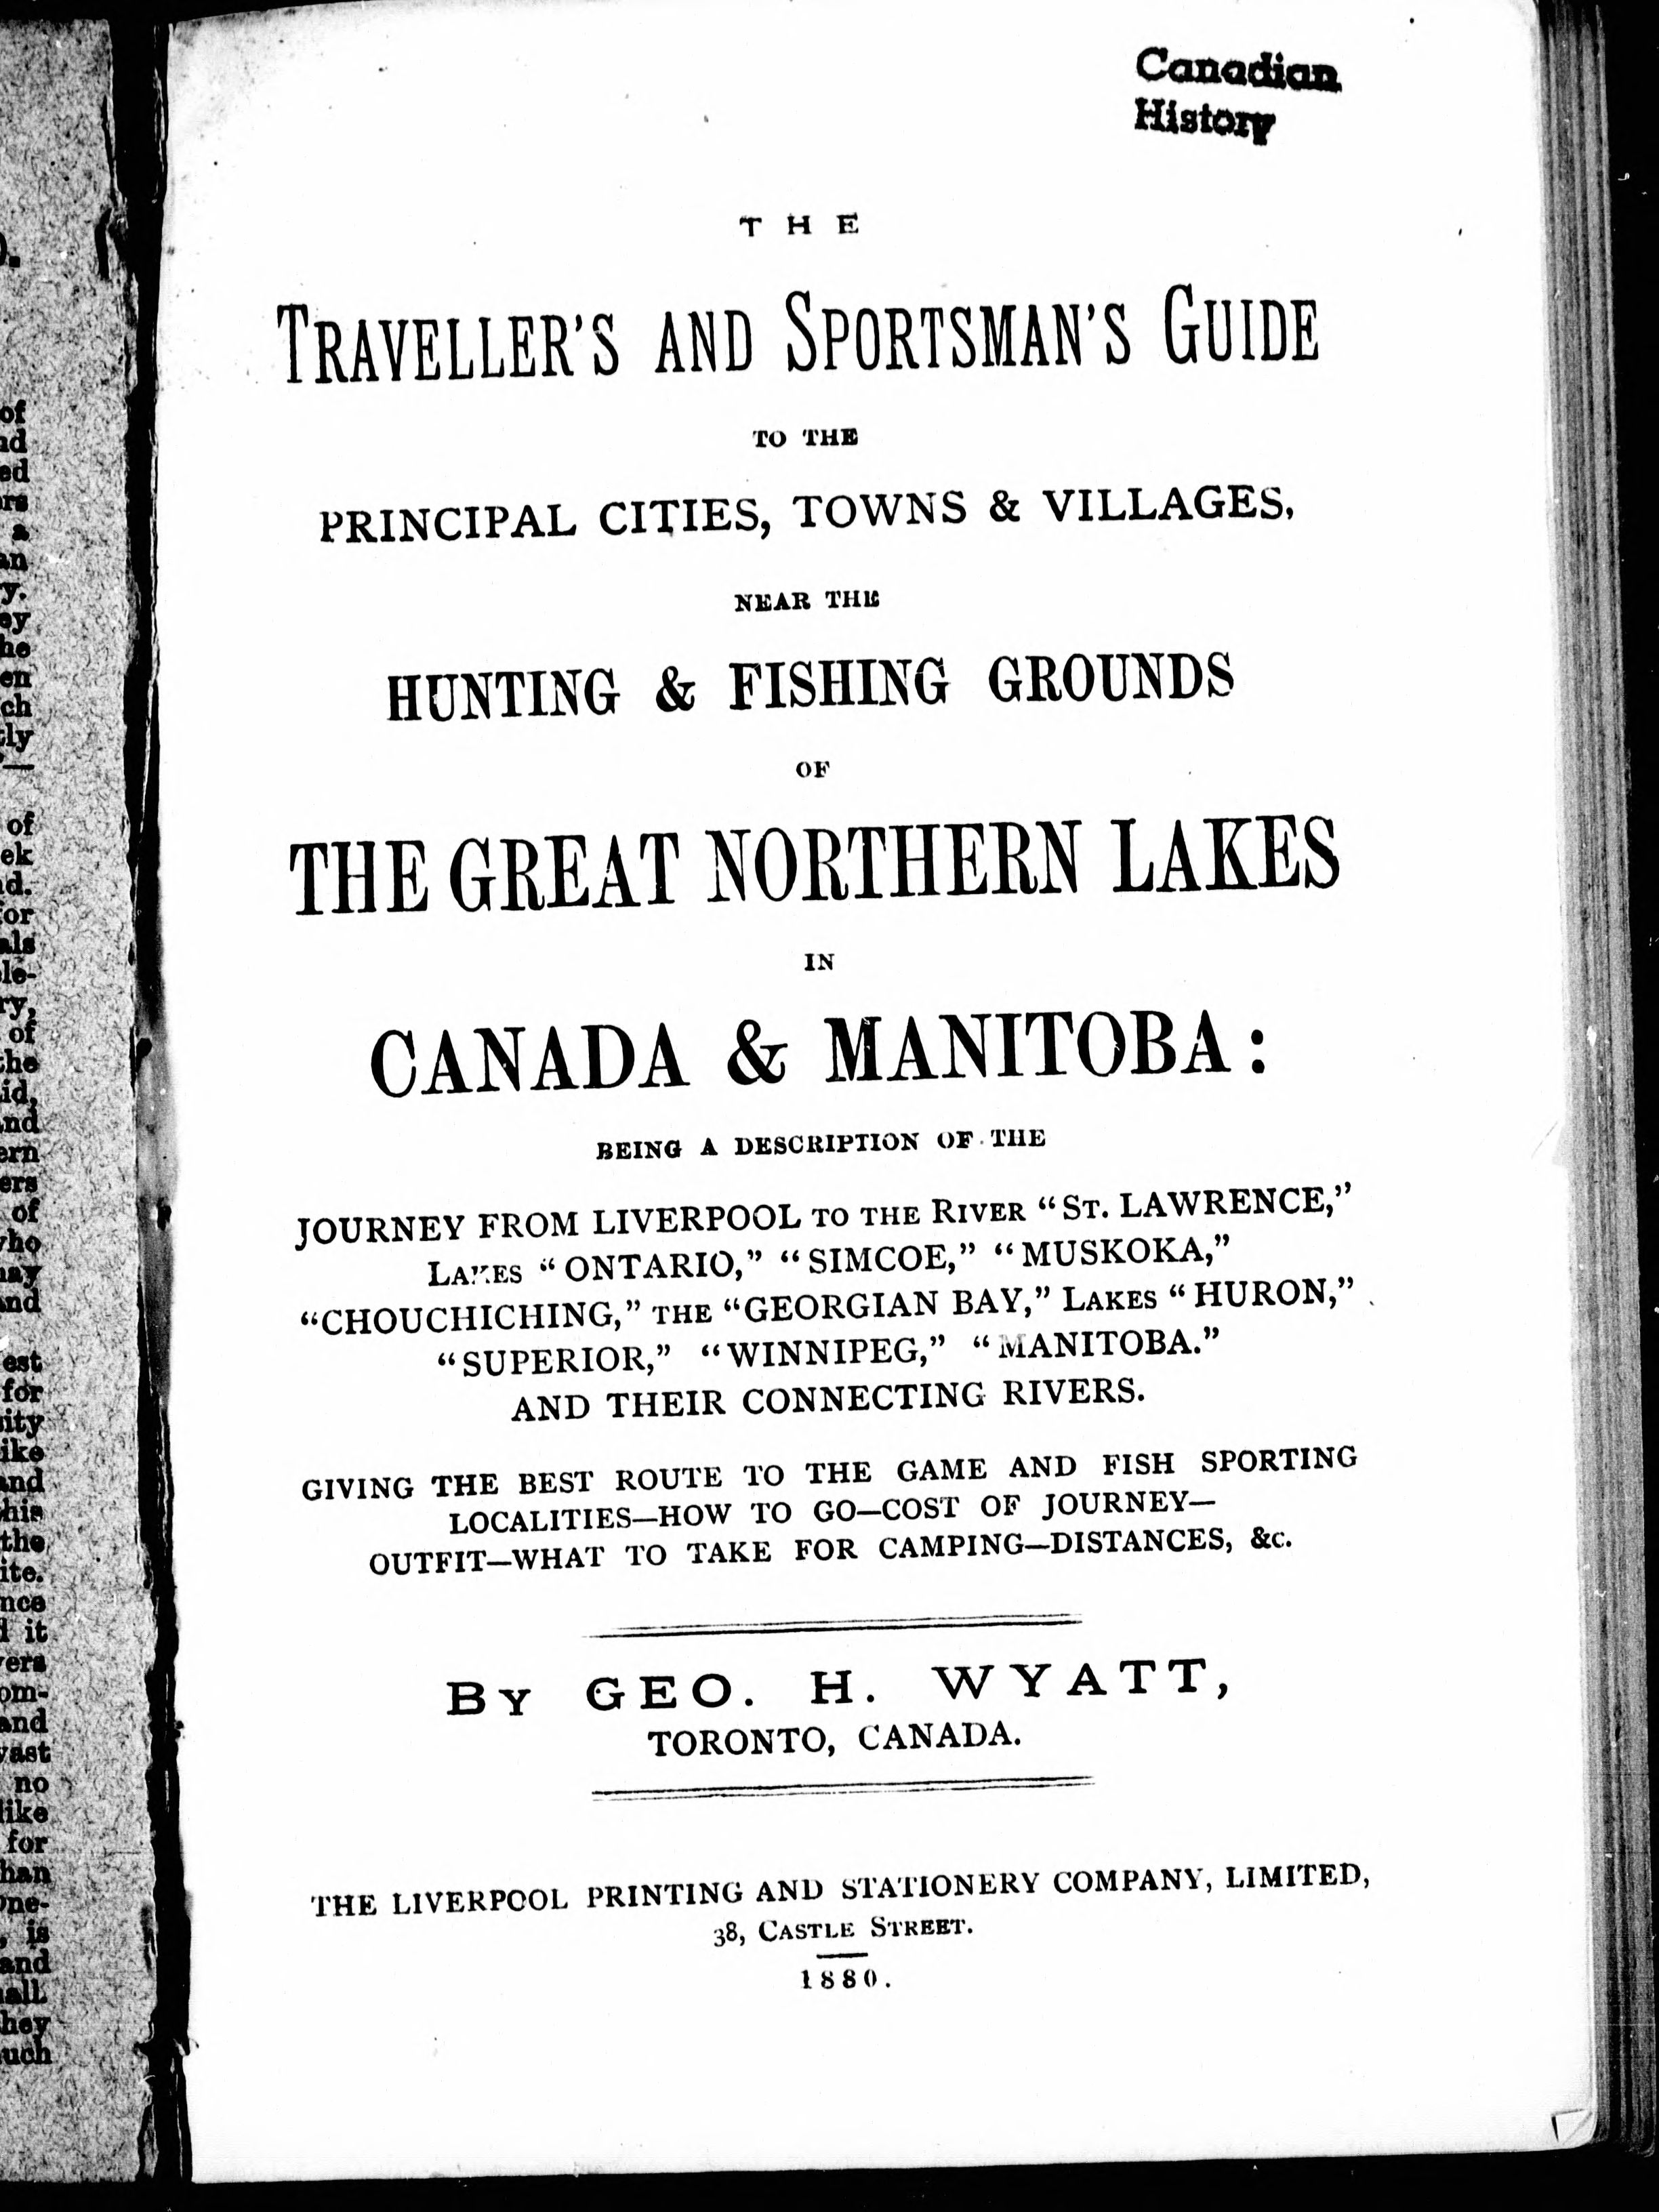 Canadian
History
THE
TRAVELLER'S AND SPORTSMAN'S GUIDE
TO THE
PRINCIPAL CITIES, TOWNS & VILLAGES,
NEAR THE
HUNTING & FISHING GROUNDS
OF
THE GREAT NORTHERN LAKES
IN
CANADA & MANITOBA:
BEING A DESCRIPTION OF THE
JOURNEY FROM LIVERPOOL TO THE RIVER “ST. LAWRENCE,”
LAKES “ONTARIO,” “SIMCOE,” “MUSKOKA,”
“CHOUCHICHING,” THE “GEORGIAN BAY,” LAKES “HURON,”
“SUPERIOR,” “WINNIPEG,” “MANITOBA.”
AND THEIR CONNECTING RIVERS.
GIVING THE BEST ROUTE TO THE GAME AND FISH SPORTING
LOCALITIES—HOW TO GO—COST OF JOURNEY—
OUTFIT—WHAT TO TAKE FOR CAMPING—DISTANCES, &c.
BY GEO. H. WYATT,
TORONTO, CANADA.
THE LIVERPOOL PRINTING AND STATIONERY COMPANY, LIMITED,
38, CASTLE STREET.
1880.